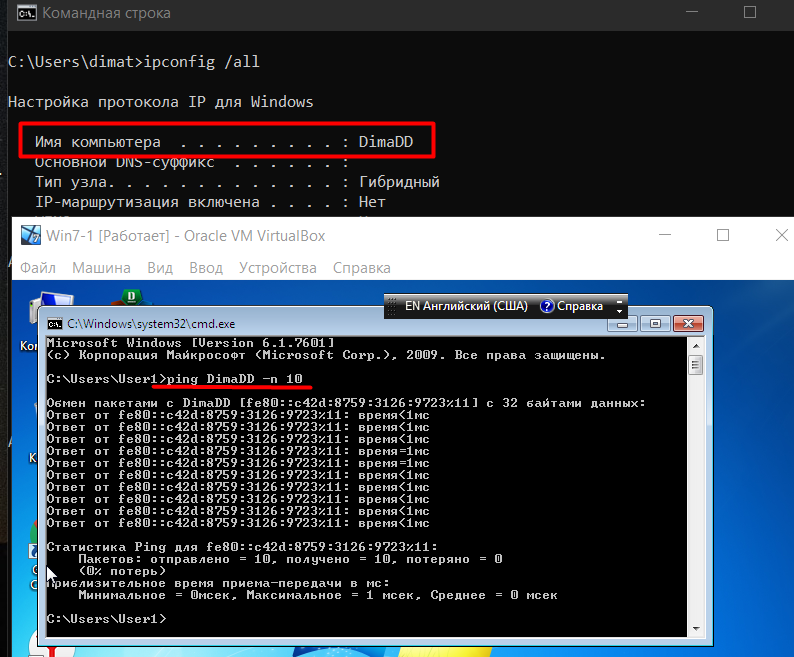 Командная строка
C:\Users\dimat>ipconfig /all
Настройка протокола IP для Windows
Имя компьютера . . . . . . . . . : DimaDD
Основной DNS-суффикс . . . . . . :
Тип узла. . . . . . . . . . . . . : Гибридный
IP-маршрутизация включена . . . . : Нет
Win7-1 [Работает] - Oracle VM VirtualBox
Файл Машина Вид Ввод Устройства Справка
EN Английский (США) Справка
C:\Windows\system32\cmd.exe
Microsoft Windows [Version 6.1.7601]
(c) Корпорация Майкрософт (Microsoft Corp.), 2009. Все права защищены.
C:\Users\User1>ping DimaDD -n 10
Обмен пакетами с DimaDD [fe80::c42d:8759:3126:9723%11] с 32 байтами данных:
Ответ от fe80::c42d:8759:3126:9723%11: время<1мс
Ответ от fe80::c42d:8759:3126:9723%11: время<1мс
Ответ от fe80::c42d:8759:3126:9723%11: время<1мс
Ответ от fe80::c42d:8759:3126:9723%11: время=1мс
Ответ от fe80::c42d:8759:3126:9723%11: время=1мс
Ответ от fe80::c42d:8759:3126:9723%11: время<1мс
Ответ от fe80::c42d:8759:3126:9723%11: время<1мс
Ответ от fe80::c42d:8759:3126:9723%11: время<1мс
Ответ от fe80::c42d:8759:3126:9723%11: время<1мс
Ответ от fe80::c42d:8759:3126:9723%11: время<1мс
Статистика Ping для fe80::c42d:8759:3126:9723%11:
Пакетов: отправлено = 10, получено = 10, потеряно = 0
(0% потерь)
Приблизительное время приема-передачи в мс:
Минимальное = 0мсек, Максимальное = 1 мсек, Среднее = 0 мсек
C:\Users\User1>